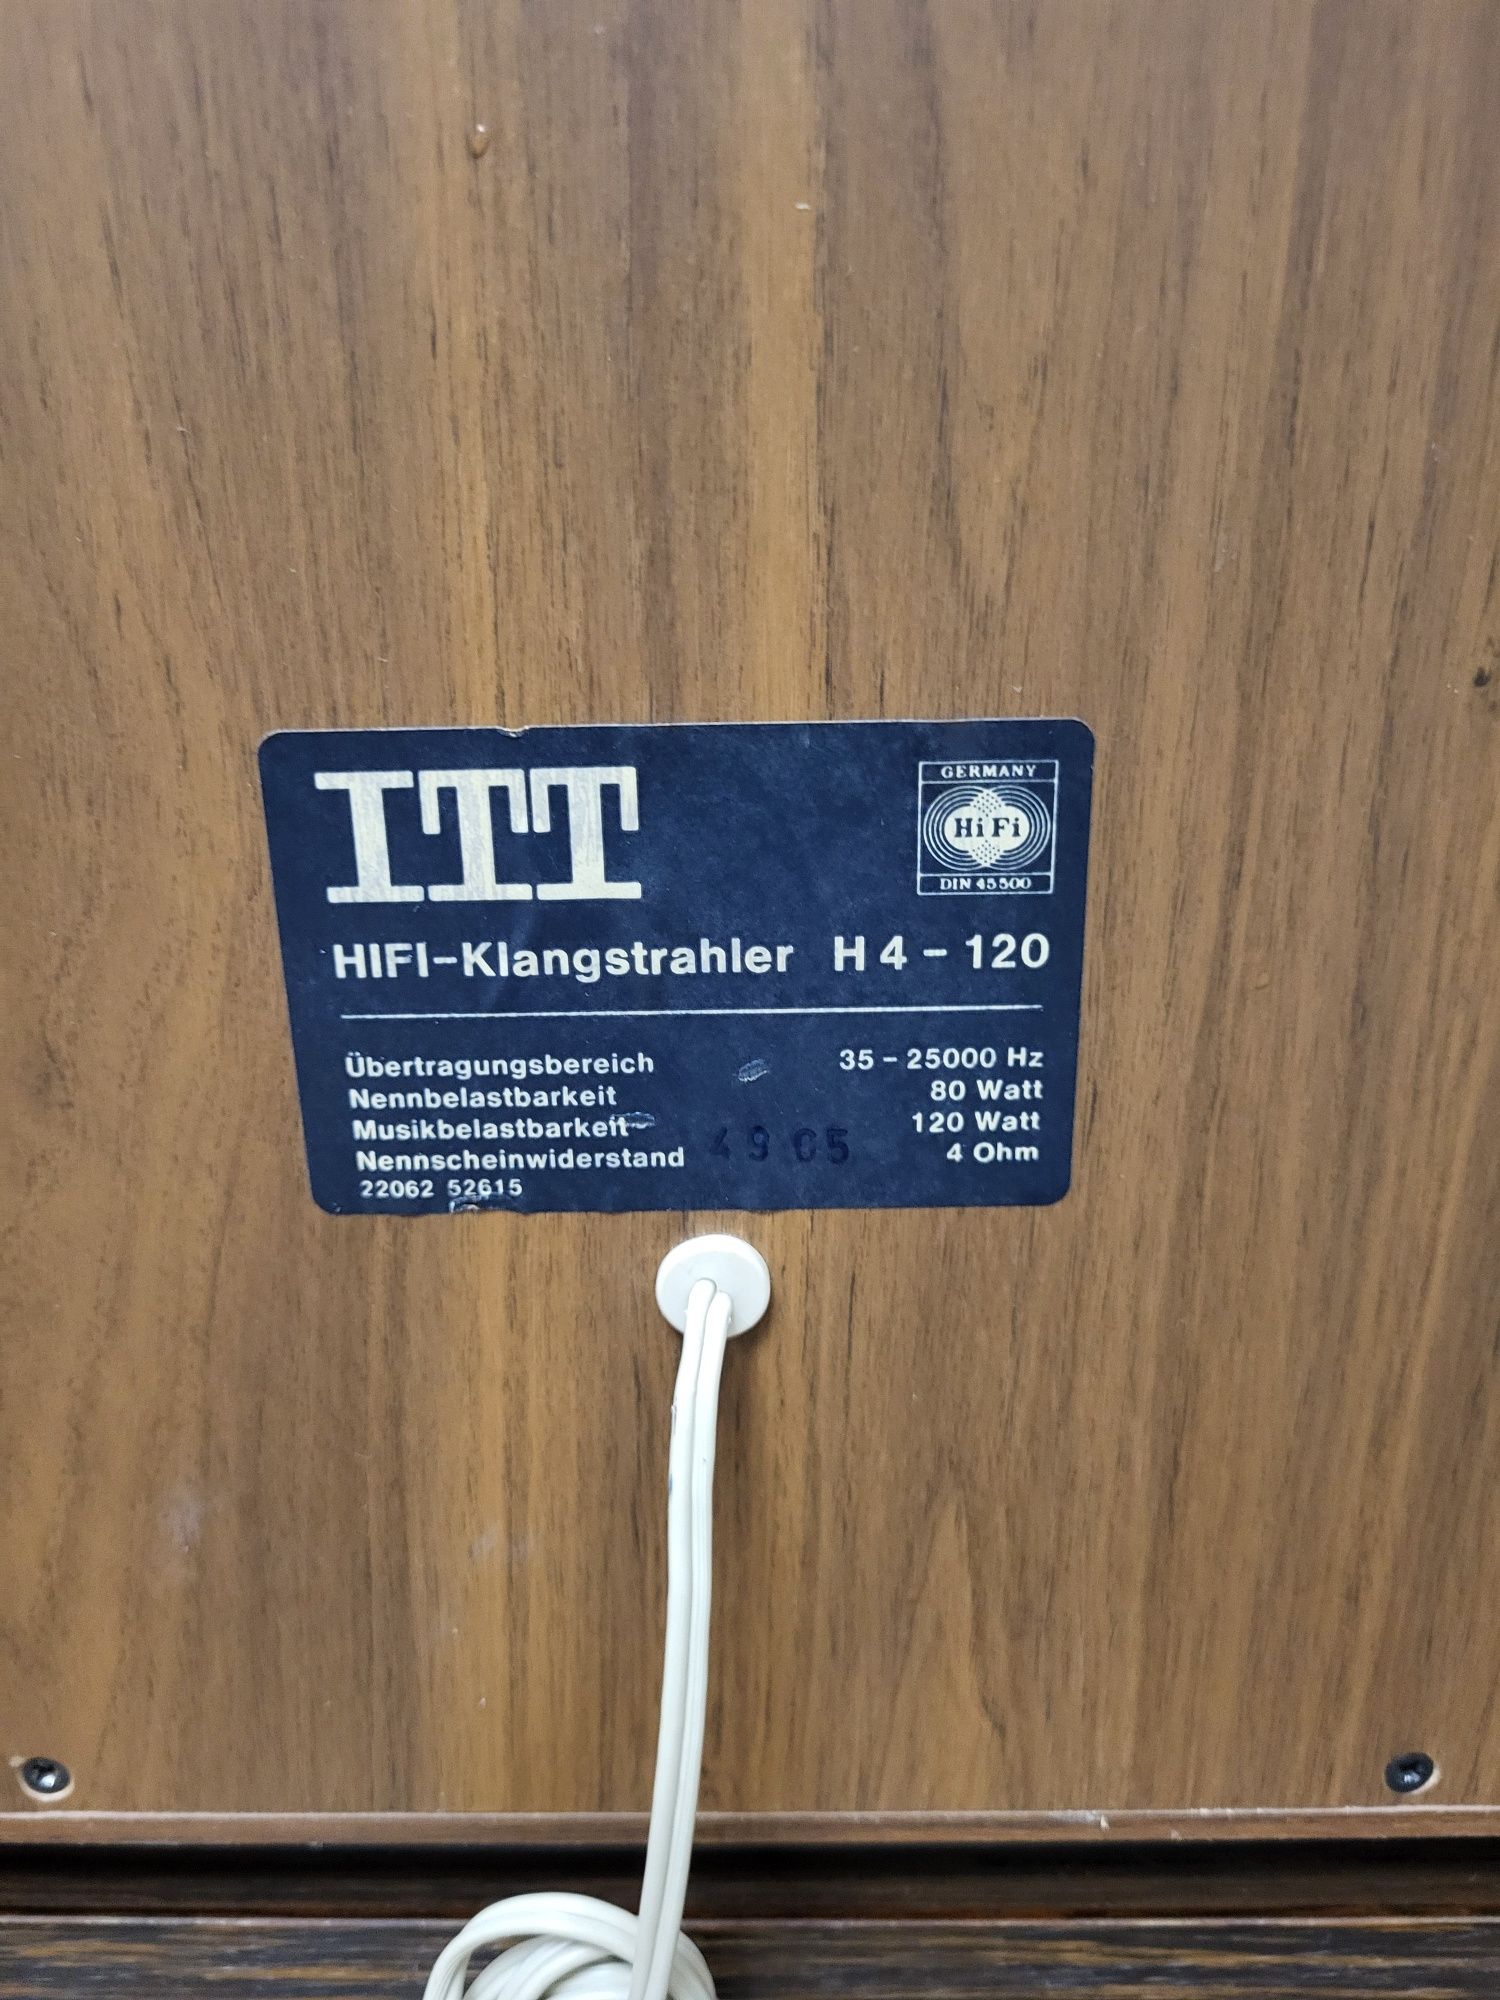 ITT
GERMANY
HiFi
DIN 45500
HIFI-Klangstrahler H 4 - 120
Übertragungsbereich 35 - 25000 Hz
Nennbelastbarkeit 80 Watt
Musikbelastbarkeit 120 Watt
Nennscheinwiderstand 4 Ohm
22062 52615